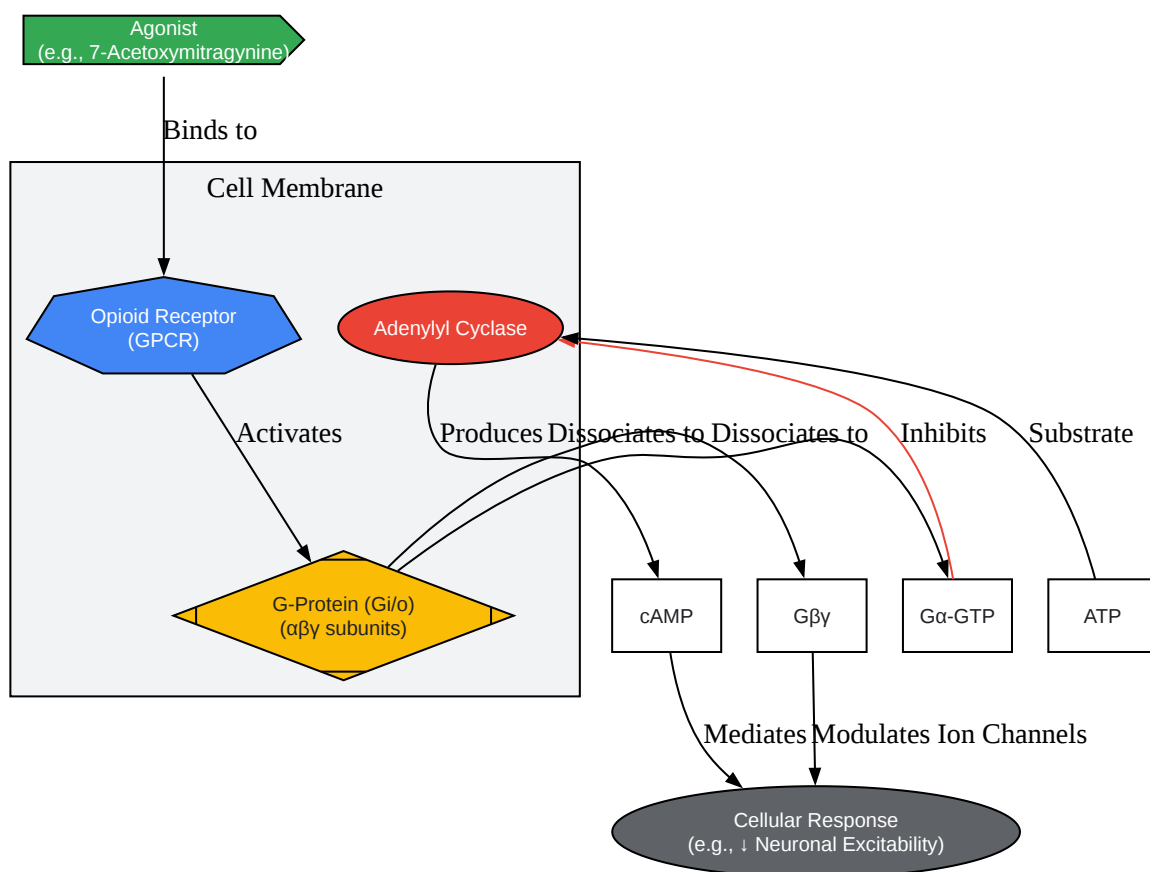 Agonist
(e.g., 7-Acetoxymitragynine)
Binds to
Cell Membrane
Opioid Receptor
(GPCR)
Adenylyl Cyclase
Activates
Produces
Dissociates to
Dissociates to
Inhibits
Substrate
G-Protein (Gi/o)
(αβγ subunits)
cAMP
Gβγ
Gα-GTP
ATP
Mediates
Modulates Ion Channels
Cellular Response
(e.g., ↓ Neuronal Excitability)